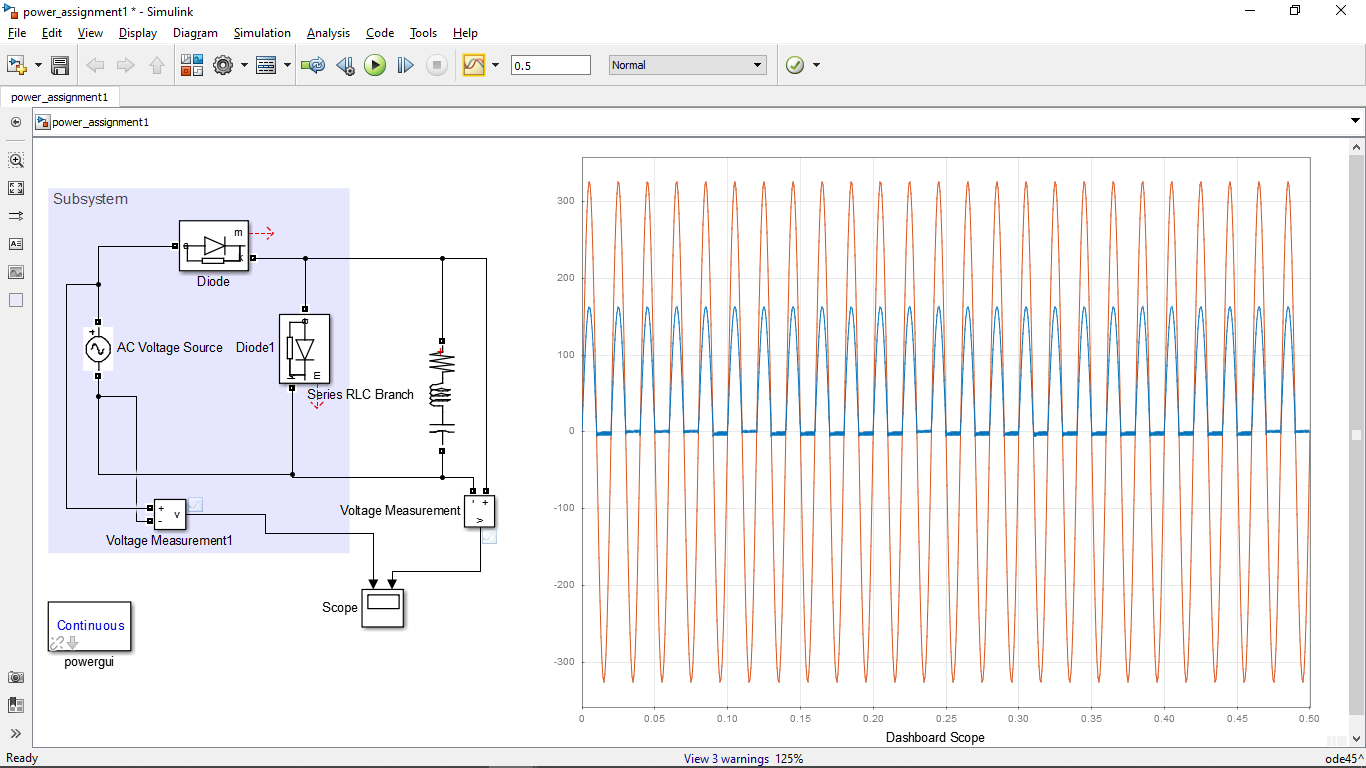 power_assignment1 * - Simulink
File Edit View Display Diagram Simulation Analysis Code Tools Help
0.5 Normal
power_assignment1
power_assignment1
Subsystem
m
a
k
Diode
+
AC Voltage Source
Diode1
a
k
m
Series RLC Branch
+
+
-
v
Voltage Measurement1
Voltage Measurement
- +
v
Scope
Continuous
powergui
300
200
100
0
-100
-200
-300
0 0.05 0.10 0.15 0.20 0.25 0.30 0.35 0.40 0.45 0.50
Dashboard Scope
Ready View 3 warnings 125% ode45^